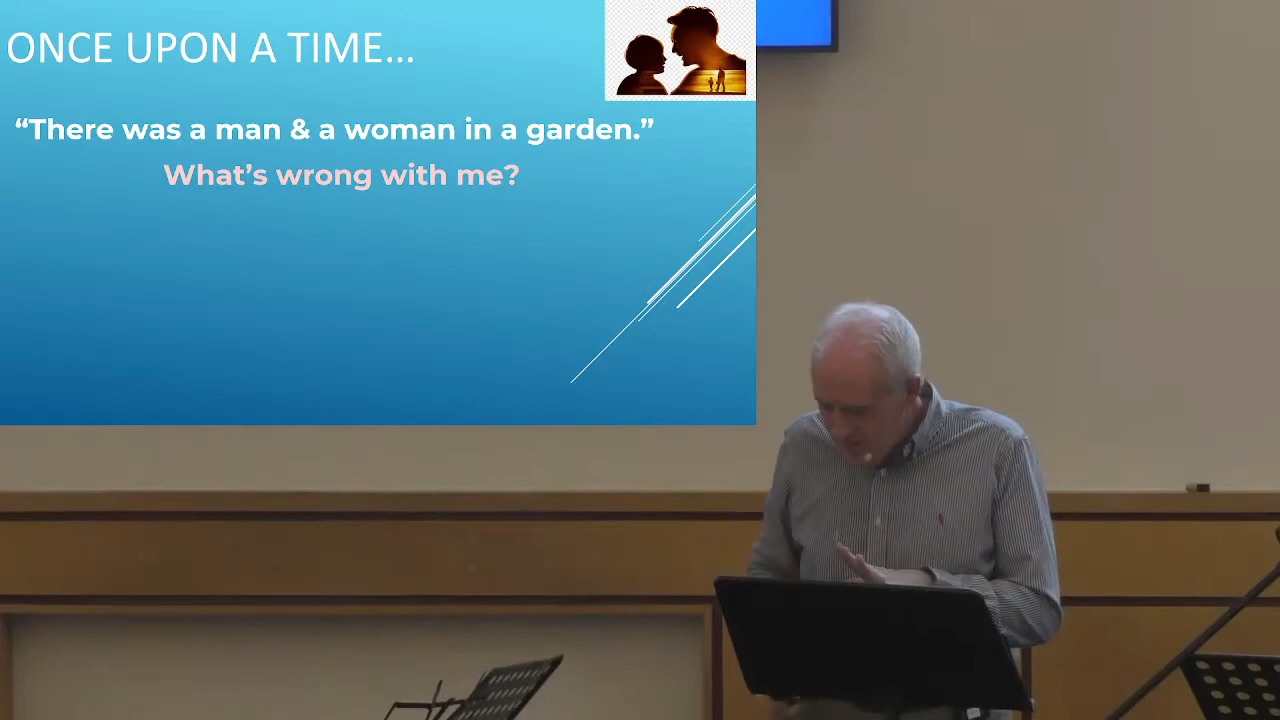 ONCE UPON A TIME…
“There was a man & a woman in a garden.”
What’s wrong with me?